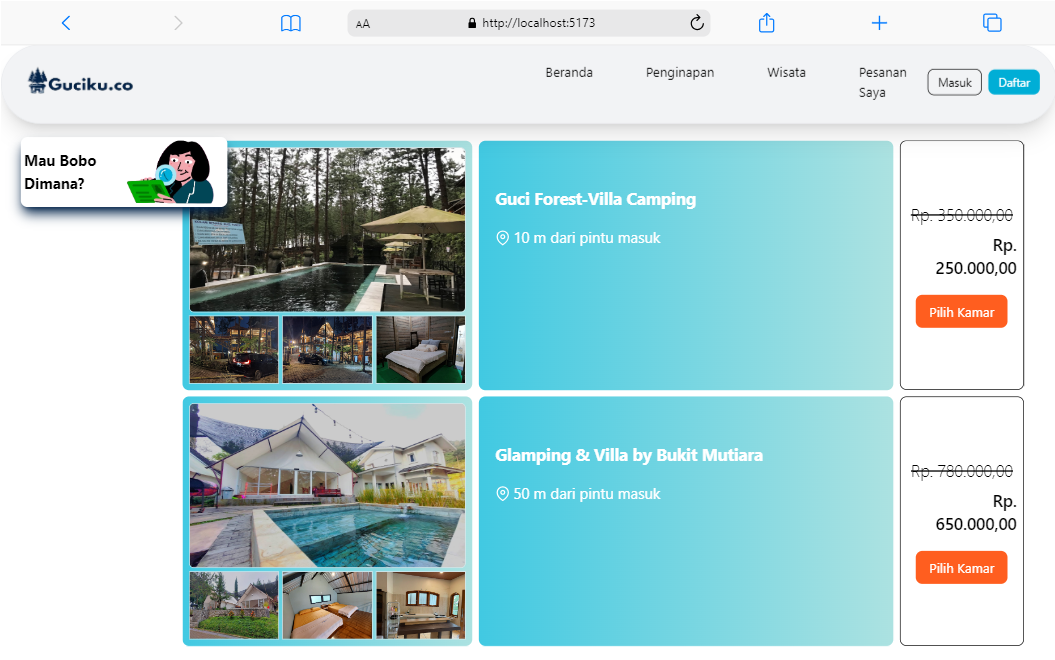 AA
http://localhost:5173
Guciku.co
Beranda
Penginapan
Wisata
Pesanan
Saya
Masuk
Daftar
Mau Bobo
Dimana?
Guci Forest-Villa Camping
10 m dari pintu masuk
Rp. 350.000,00
Rp.
250.000,00
Pilih Kamar
Glamping & Villa by Bukit Mutiara
50 m dari pintu masuk
Rp. 780.000,00
Rp.
650.000,00
Pilih Kamar